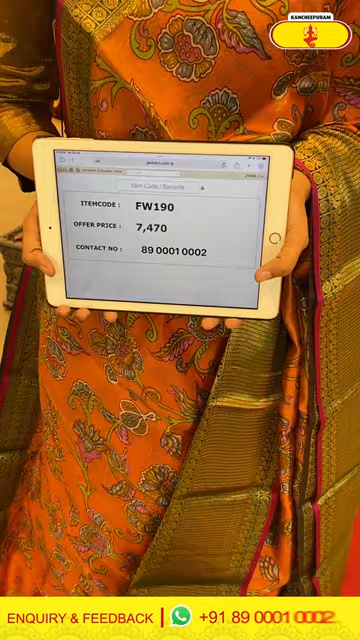 KANCHEEPURAM
Item Code / Barcode
ITEMCODE : FW190
OFFER PRICE : 7,470
CONTACT NO : 89 0001 0002
ENQUIRY & FEEDBACK | +91 89 0001 0002